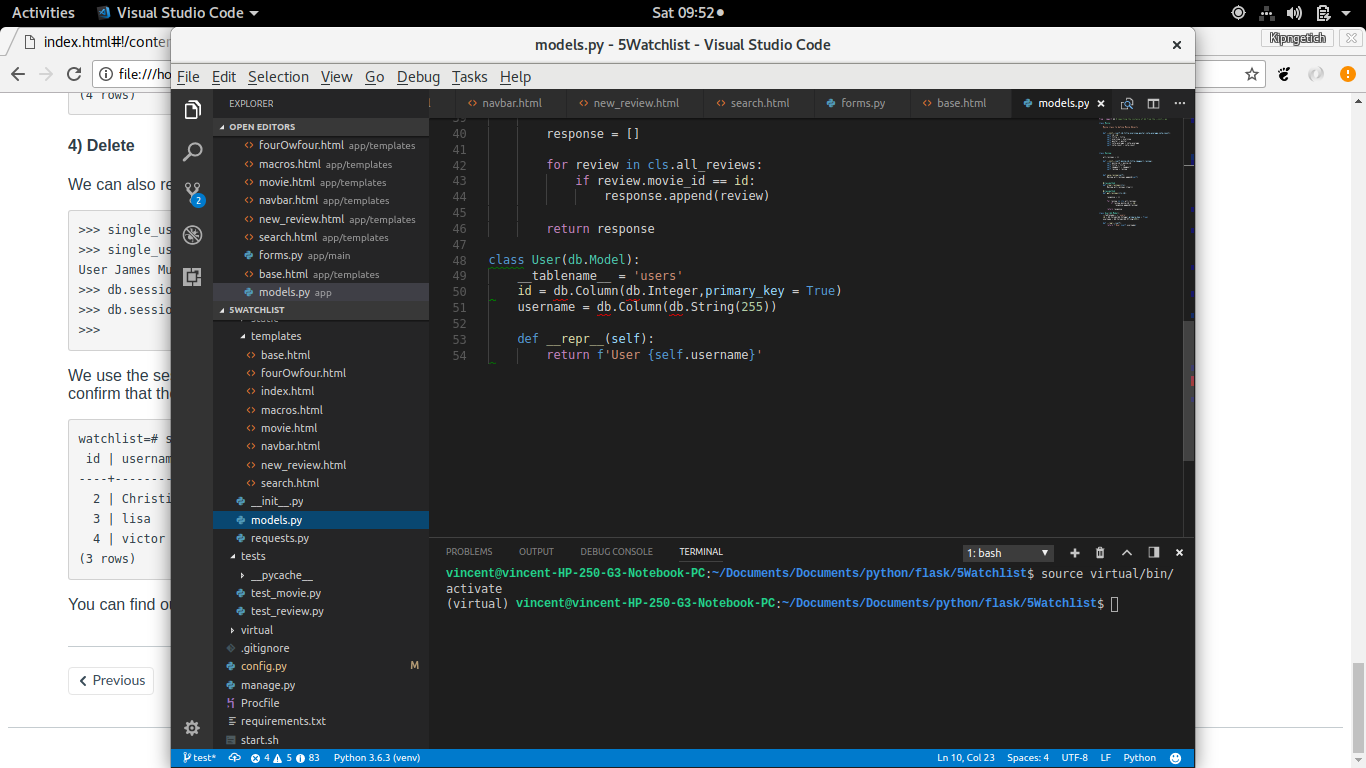 Activities
Visual Studio Code
Sat 09:52
index.html#!/conten
Kipngetich
file:///ho
(4 rows)
4) Delete
We can also re
>>> single_us
>>> single_us
User James Mu
>>> db.sessio
>>> db.sessio
>>>
We use the se
confirm that the
watchlist=# s
id | usernam
----+--------
2 | Christi
3 | lisa
4 | victor
(3 rows)
You can find ou
Previous
models.py - 5Watchlist - Visual Studio Code
File Edit Selection View Go Debug Tasks Help
EXPLORER
OPEN EDITORS
fourOwfour.html app/templates
macros.html app/templates
movie.html app/templates
navbar.html app/templates
new_review.html app/templates
search.html app/templates
forms.py app/main
base.html app/templates
models.py app
5WATCHLIST
static
templates
base.html
fourOwfour.html
index.html
macros.html
movie.html
navbar.html
new_review.html
search.html
__init__.py
models.py
requests.py
tests
__pycache__
test_movie.py
test_review.py
virtual
.gitignore
config.py M
manage.py
Procfile
requirements.txt
start.sh
2
navbar.html new_review.html search.html forms.py base.html models.py
39
40 response = []
41
42 for review in cls.all_reviews:
43 if review.movie_id == id:
44 response.append(review)
45
46 return response
47
48 class User(db.Model):
49 __tablename__ = 'users'
50 id = db.Column(db.Integer,primary_key = True)
51 username = db.Column(db.String(255))
52
53 def __repr__(self):
54 return f'User {self.username}'
PROBLEMS OUTPUT DEBUG CONSOLE TERMINAL
1: bash
vincent@vincent-HP-250-G3-Notebook-PC:~/Documents/Documents/python/flask/5Watchlist$ source virtual/bin/
activate
(virtual) vincent@vincent-HP-250-G3-Notebook-PC:~/Documents/Documents/python/flask/5Watchlist$
test* 4 5 83 Python 3.6.3 (venv) Ln 10, Col 23 Spaces: 4 UTF-8 LF Python